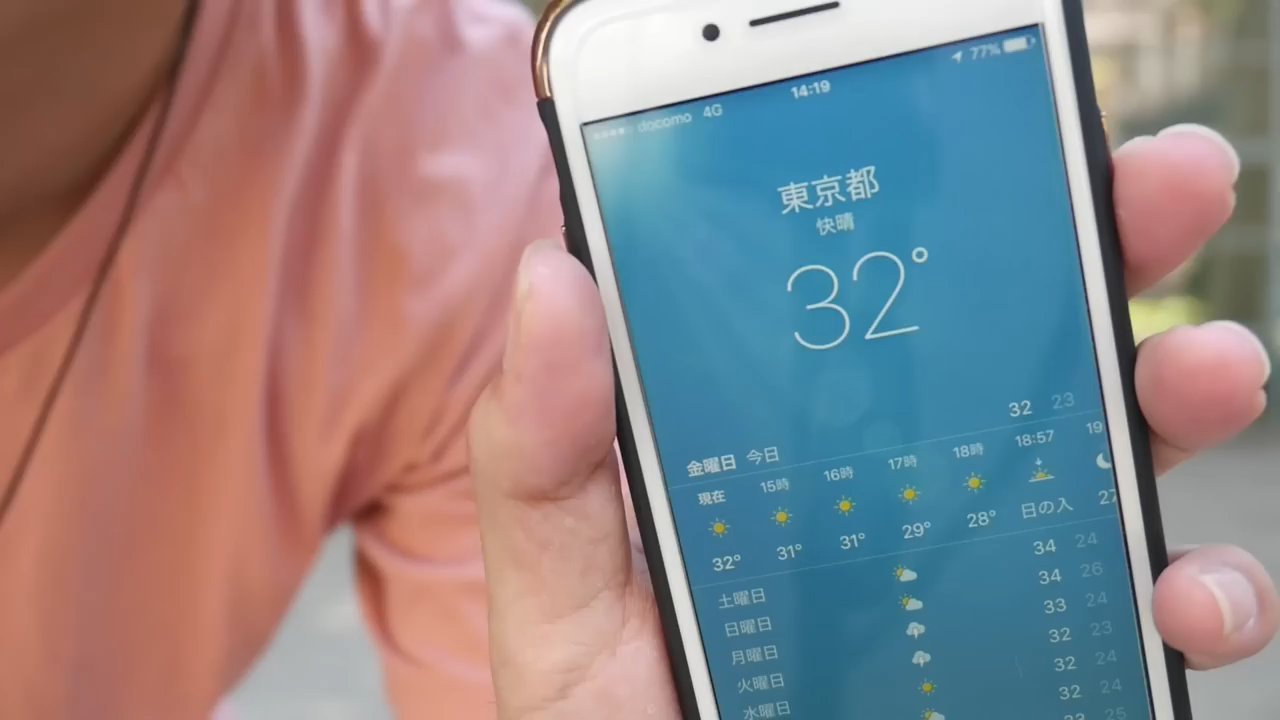 docomo 4G 14:19 77%
東京都
快晴
32°
金曜日 今日 32 23
現在 15時 16時 17時 18時 18:57 19
32° 31° 31° 29° 28° 日の入 27
土曜日 34 24
日曜日 34 26
月曜日 33 24
火曜日 32 23
水曜日 32 24
32 24